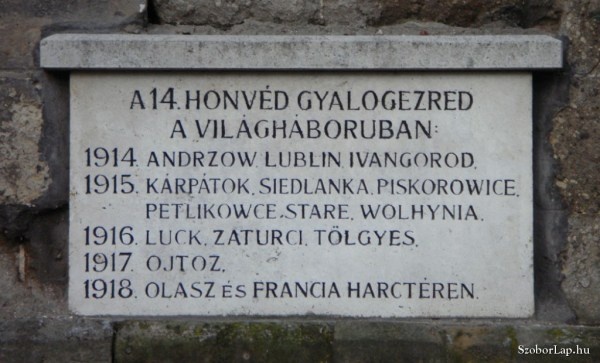 A 14. HONVÉD GYALOGEZRED
A VILÁGHÁBORUBAN:
1914. ANDRZOW, LUBLIN, IVANGOROD,
1915. KÁRPÁTOK, SIEDLANKA, PISKOROWICE,
PETLIKOWCE-STARE, WOLHYNIA,
1916. LUCK, ZATURCI, TÖLGYES,
1917. OJTOZ,
1918. OLASZ és FRANCIA HARCTÉREN.
SzoborLap.hu